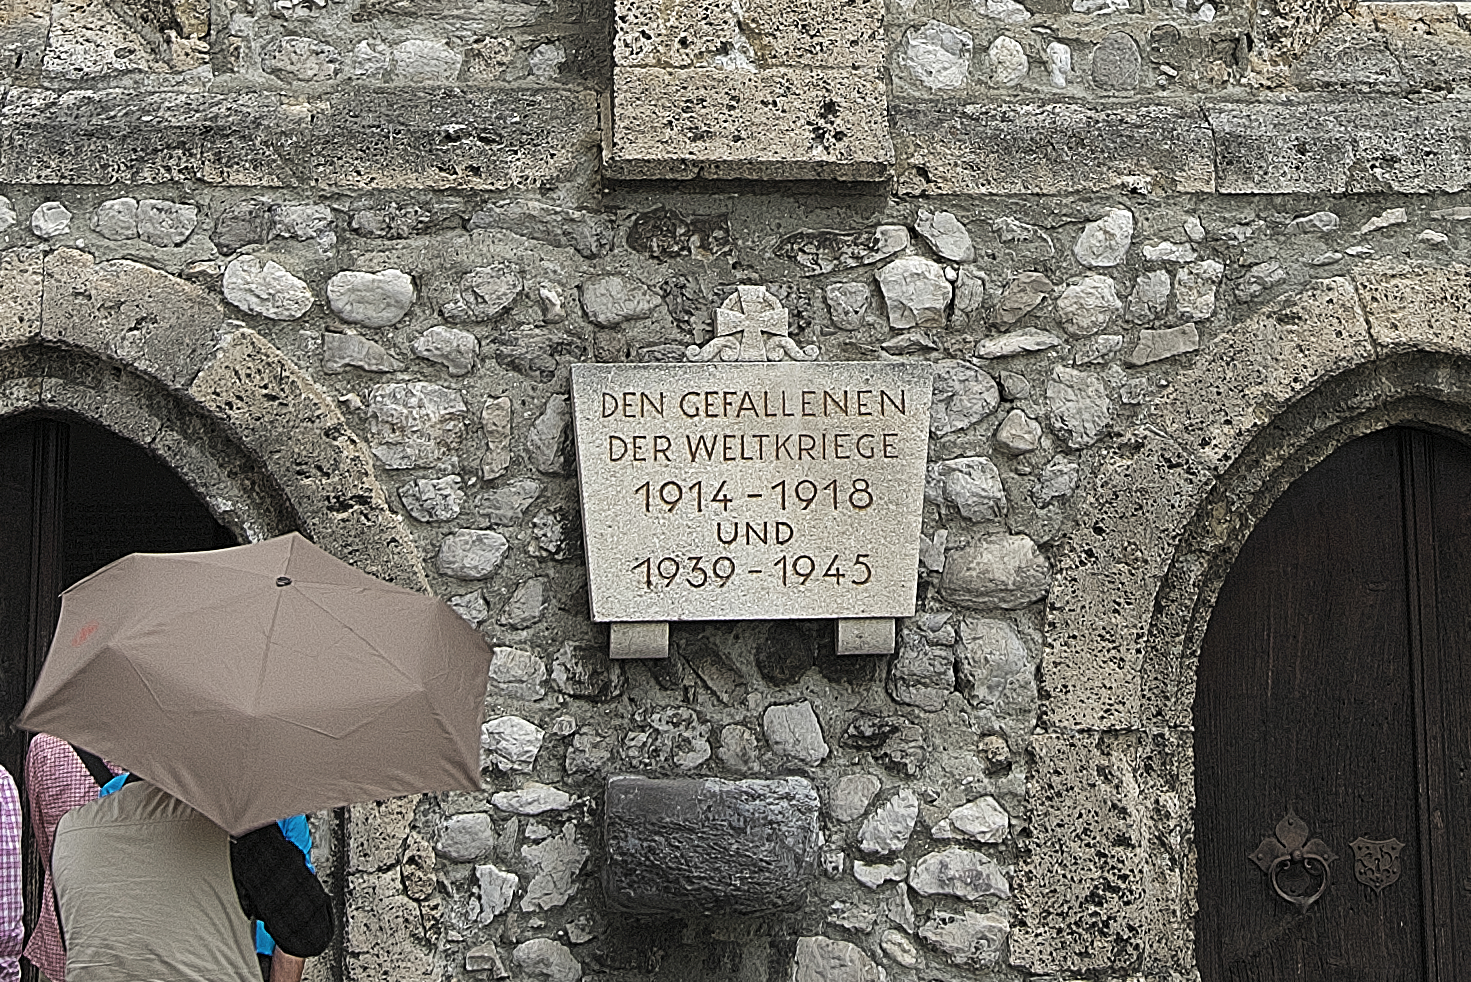 DEN GEFALLENEN
DER WELTKRIEGE
1914-1918
UND
1939-1945